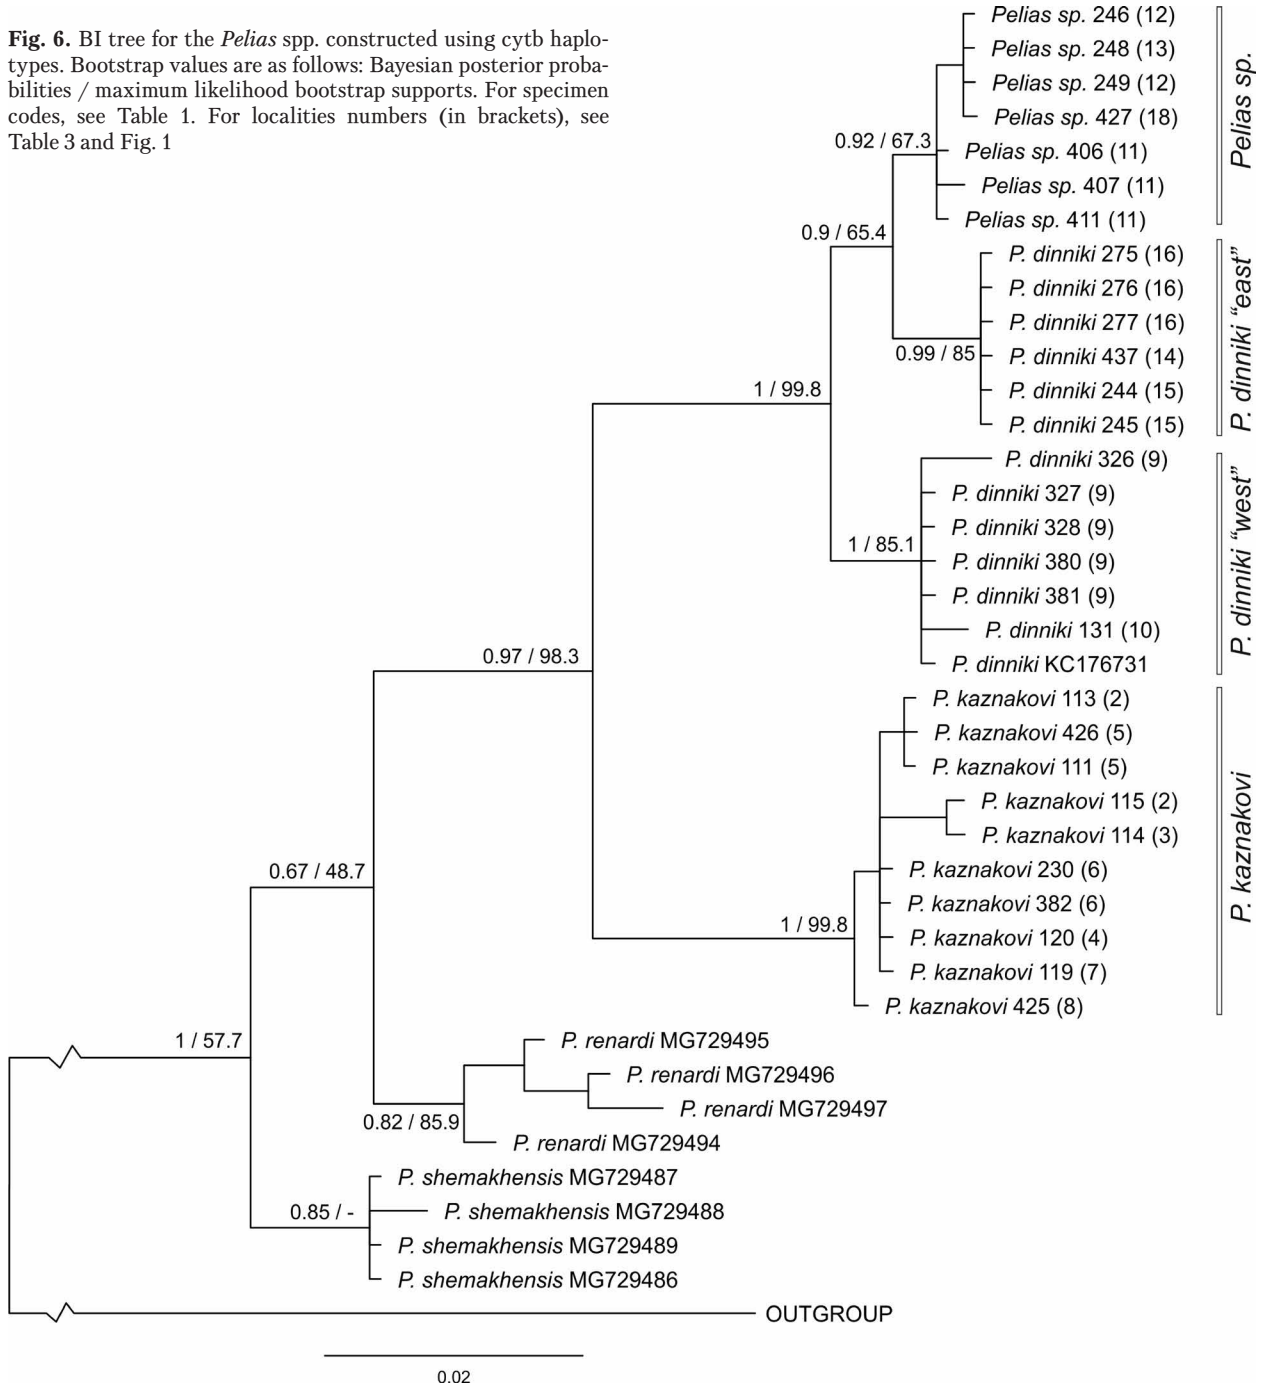 Fig. 6. BI tree for the Pelias spp. constructed using cytb haplo-
types. Bootstrap values are as follows: Bayesian posterior proba-
bilities / maximum likelihood bootstrap supports. For specimen
codes, see Table 1. For localities numbers (in brackets), see
Table 3 and Fig. 1
Pelias sp. 246 (12)
Pelias sp. 248 (13)
Pelias sp. 249 (12)
Pelias sp. 427 (18)
0.92 / 67.3
Pelias sp. 406 (11)
Pelias sp. 407 (11)
Pelias sp. 411 (11)
Pelias sp.
0.9 / 65.4
P. dinniki 275 (16)
P. dinniki 276 (16)
P. dinniki 277 (16)
0.99 / 85
P. dinniki 437 (14)
P. dinniki 244 (15)
P. dinniki 245 (15)
P. dinniki “east”
1 / 99.8
P. dinniki 326 (9)
P. dinniki 327 (9)
P. dinniki 328 (9)
1 / 85.1
P. dinniki 380 (9)
P. dinniki 381 (9)
P. dinniki 131 (10)
P. dinniki KC176731
P. dinniki “west”
0.97 / 98.3
P. kaznakovi 113 (2)
P. kaznakovi 426 (5)
P. kaznakovi 111 (5)
P. kaznakovi 115 (2)
P. kaznakovi 114 (3)
P. kaznakovi 230 (6)
P. kaznakovi 382 (6)
1 / 99.8
P. kaznakovi 120 (4)
P. kaznakovi 119 (7)
P. kaznakovi 425 (8)
P. kaznakovi
0.67 / 48.7
1 / 57.7
P. renardi MG729495
P. renardi MG729496
P. renardi MG729497
0.82 / 85.9
P. renardi MG729494
P. shemakhensis MG729487
0.85 / -
P. shemakhensis MG729488
P. shemakhensis MG729489
P. shemakhensis MG729486
OUTGROUP
0.02